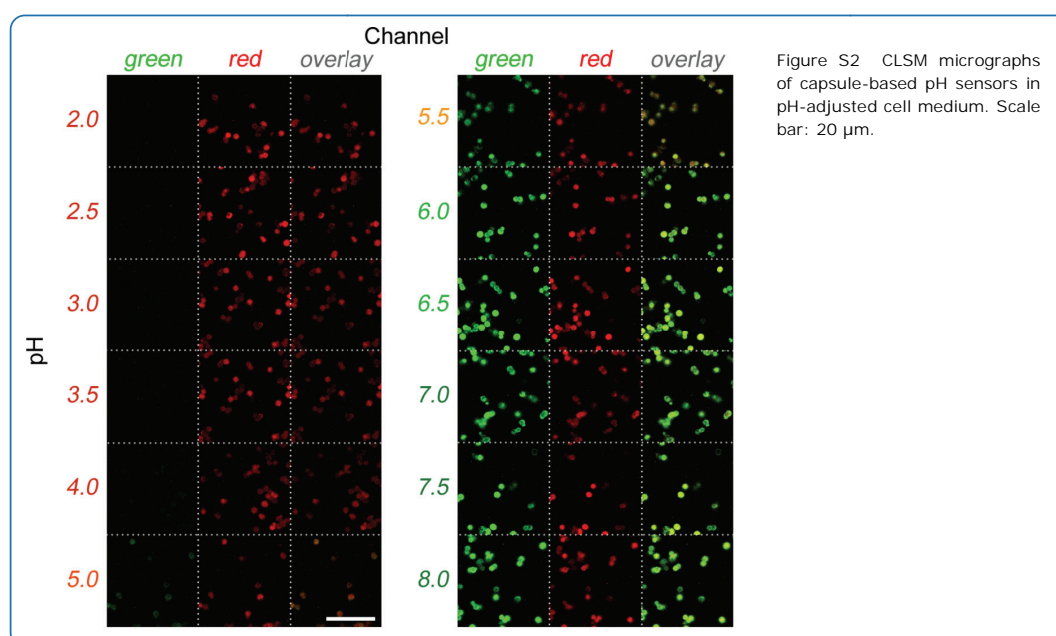 Channel
green red overlay green red overlay
Figure S2 CLSM micrographs
of capsule-based pH sensors in
pH-adjusted cell medium. Scale
bar: 20 µm.
2.0 5.5
2.5 6.0
3.0 6.5
pH
3.5 7.0
4.0 7.5
5.0 8.0